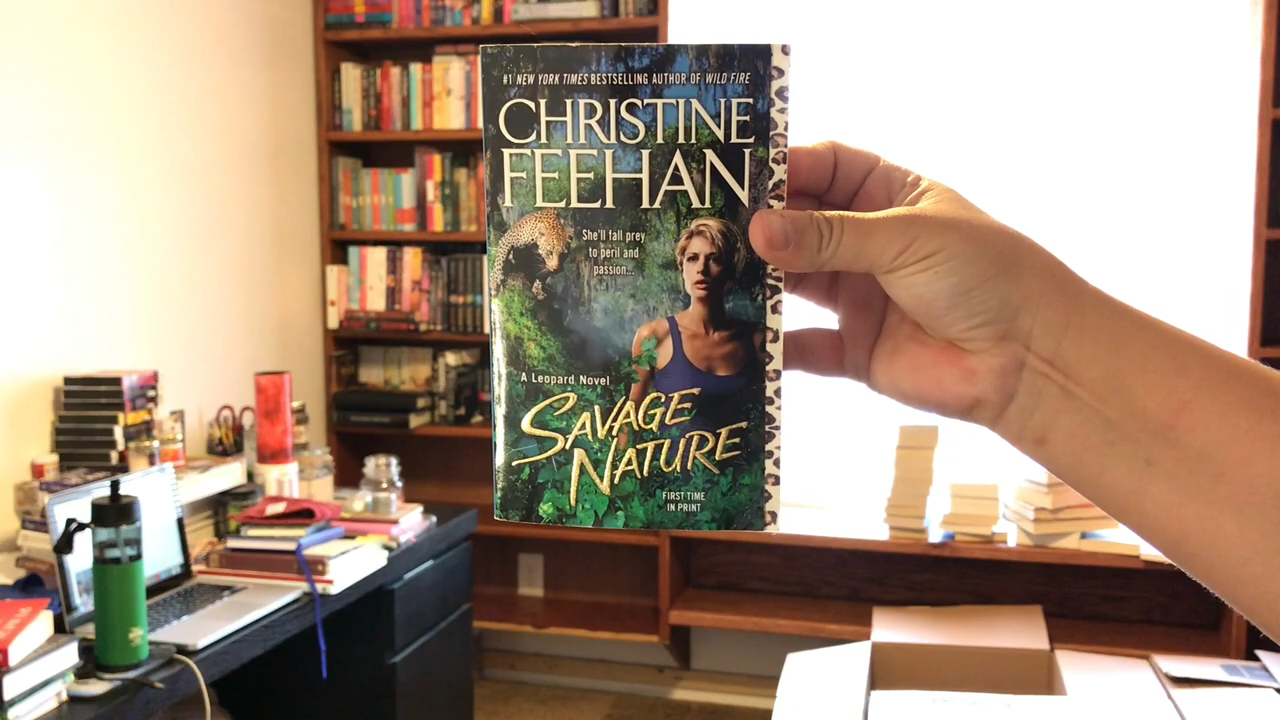 #1 NEW YORK TIMES BESTSELLING AUTHOR OF WILD FIRE
CHRISTINE
FEEHAN
She'll fall prey
to peril and
passion...
A Leopard Novel
SAVAGE
NATURE
FIRST TIME
IN PRINT